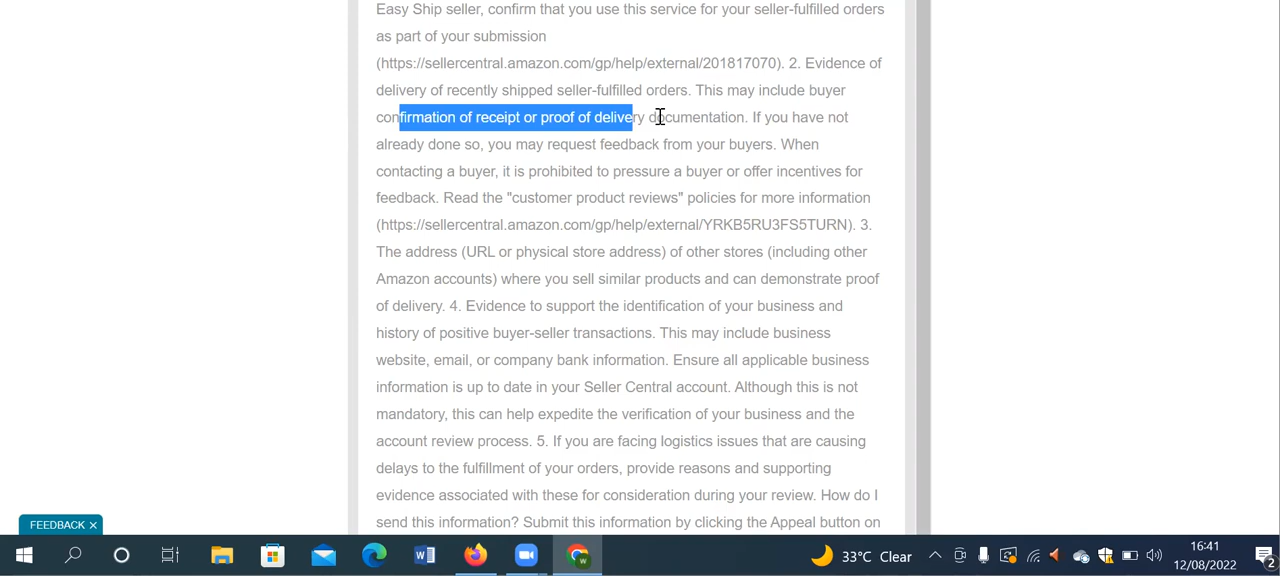 Easy Ship seller, confirm that you use this service for your seller-fulfilled orders
as part of your submission
(https://sellercentral.amazon.com/gp/help/external/201817070). 2. Evidence of
delivery of recently shipped seller-fulfilled orders. This may include buyer
confirmation of receipt or proof of delivery documentation. If you have not
already done so, you may request feedback from your buyers. When
contacting a buyer, it is prohibited to pressure a buyer or offer incentives for
feedback. Read the "customer product reviews" policies for more information
(https://sellercentral.amazon.com/gp/help/external/YRKB5RU3FS5TURN). 3.
The address (URL or physical store address) of other stores (including other
Amazon accounts) where you sell similar products and can demonstrate proof
of delivery. 4. Evidence to support the identification of your business and
history of positive buyer-seller transactions. This may include business
website, email, or company bank information. Ensure all applicable business
information is up to date in your Seller Central account. Although this is not
mandatory, this can help expedite the verification of your business and the
account review process. 5. If you are facing logistics issues that are causing
delays to the fulfillment of your orders, provide reasons and supporting
evidence associated with these for consideration during your review. How do I
send this information? Submit this information by clicking the Appeal button on
FEEDBACK ×
33°C Clear
16:41
12/08/2022
2